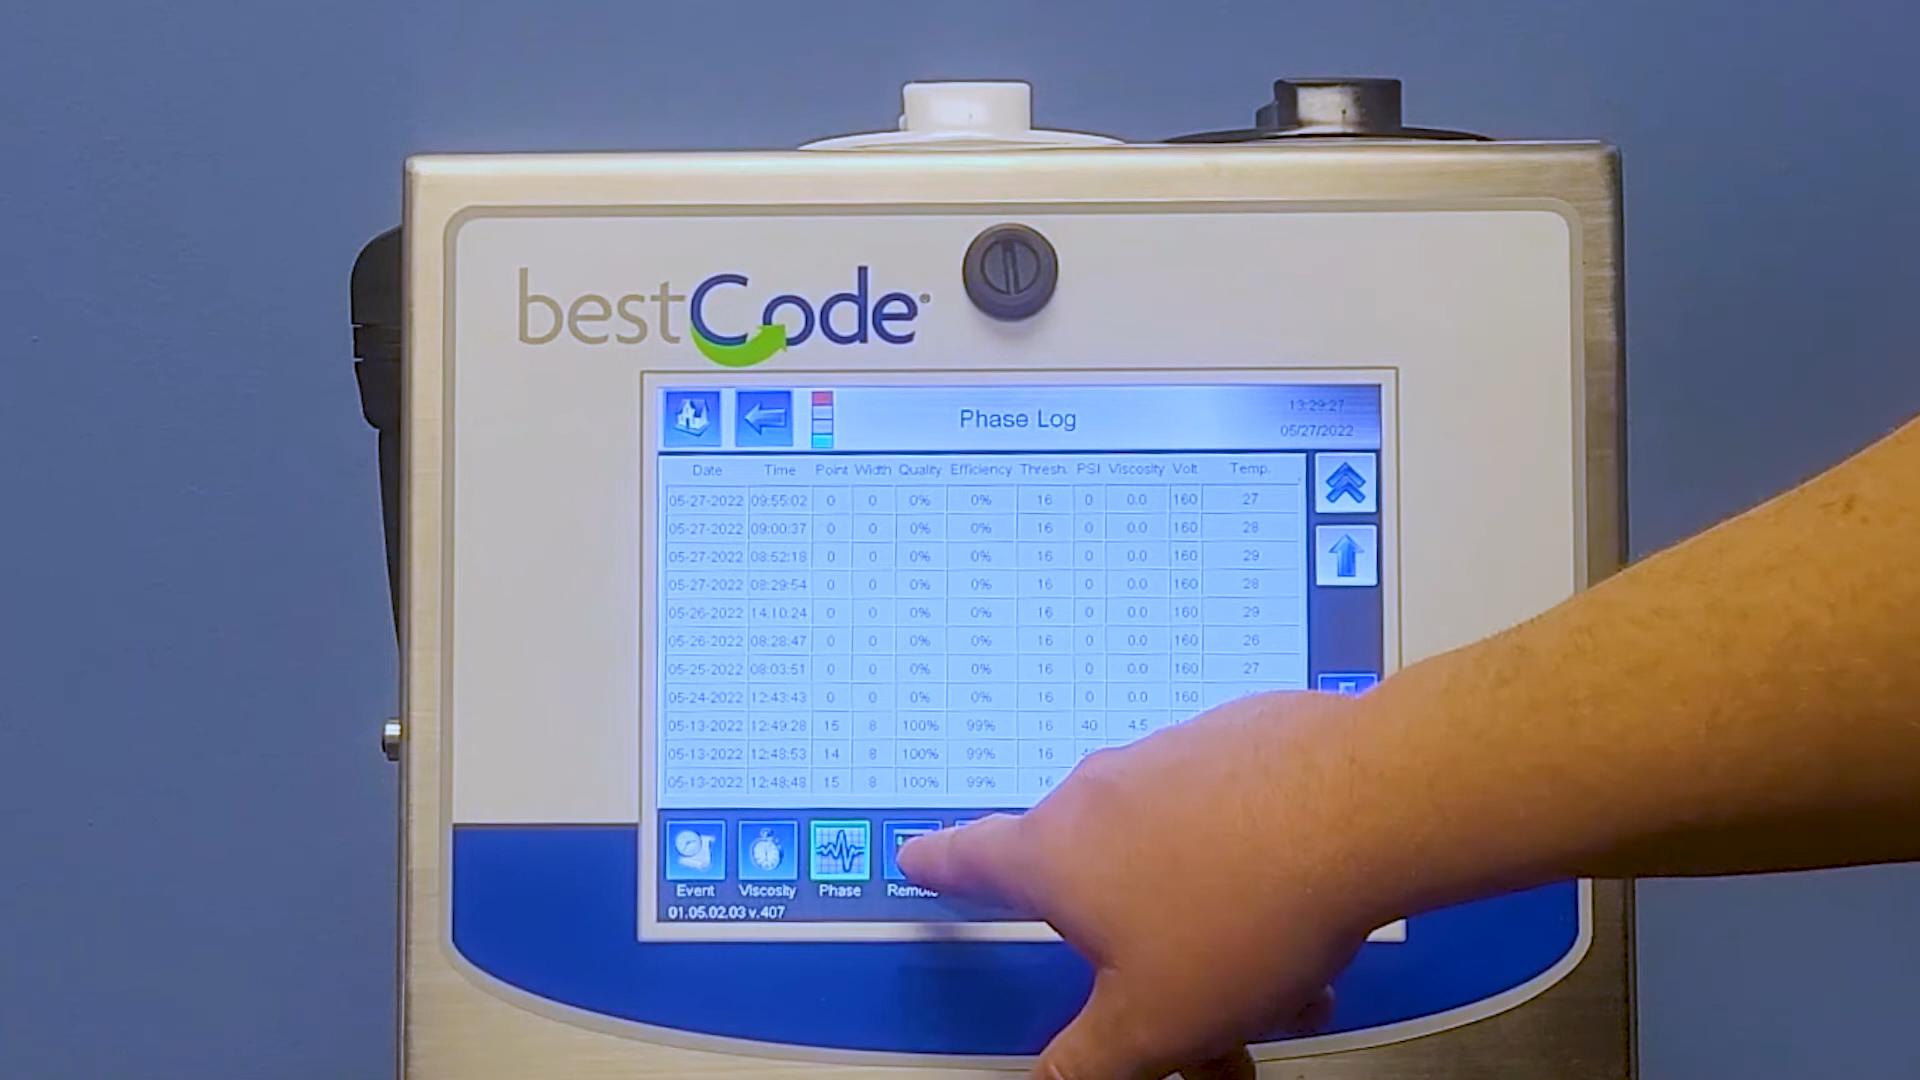 bestCode®
Phase Log
13:29:27
05/27/2022
Date Time Point Width Quality Efficiency Thresh. PSI Viscosity Volt Temp.
05-27-2022 09:55:02 0 0 0% 0% 16 0 0.0 160 27
05-27-2022 09:00:37 0 0 0% 0% 16 0 0.0 160 28
05-27-2022 08:52:18 0 0 0% 0% 16 0 0.0 160 29
05-27-2022 08:29:54 0 0 0% 0% 16 0 0.0 160 28
05-26-2022 14:10:24 0 0 0% 0% 16 0 0.0 160 29
05-26-2022 08:28:47 0 0 0% 0% 16 0 0.0 160 26
05-25-2022 08:03:51 0 0 0% 0% 16 0 0.0 160 27
05-24-2022 12:43:43 0 0 0% 0% 16 0 0.0 160
05-13-2022 12:49:28 15 8 100% 99% 16 40 4.5
05-13-2022 12:48:53 14 8 100% 99% 16
05-13-2022 12:48:48 15 8 100% 99% 16
Event Viscosity Phase Remote
01.05.02.03 v.407